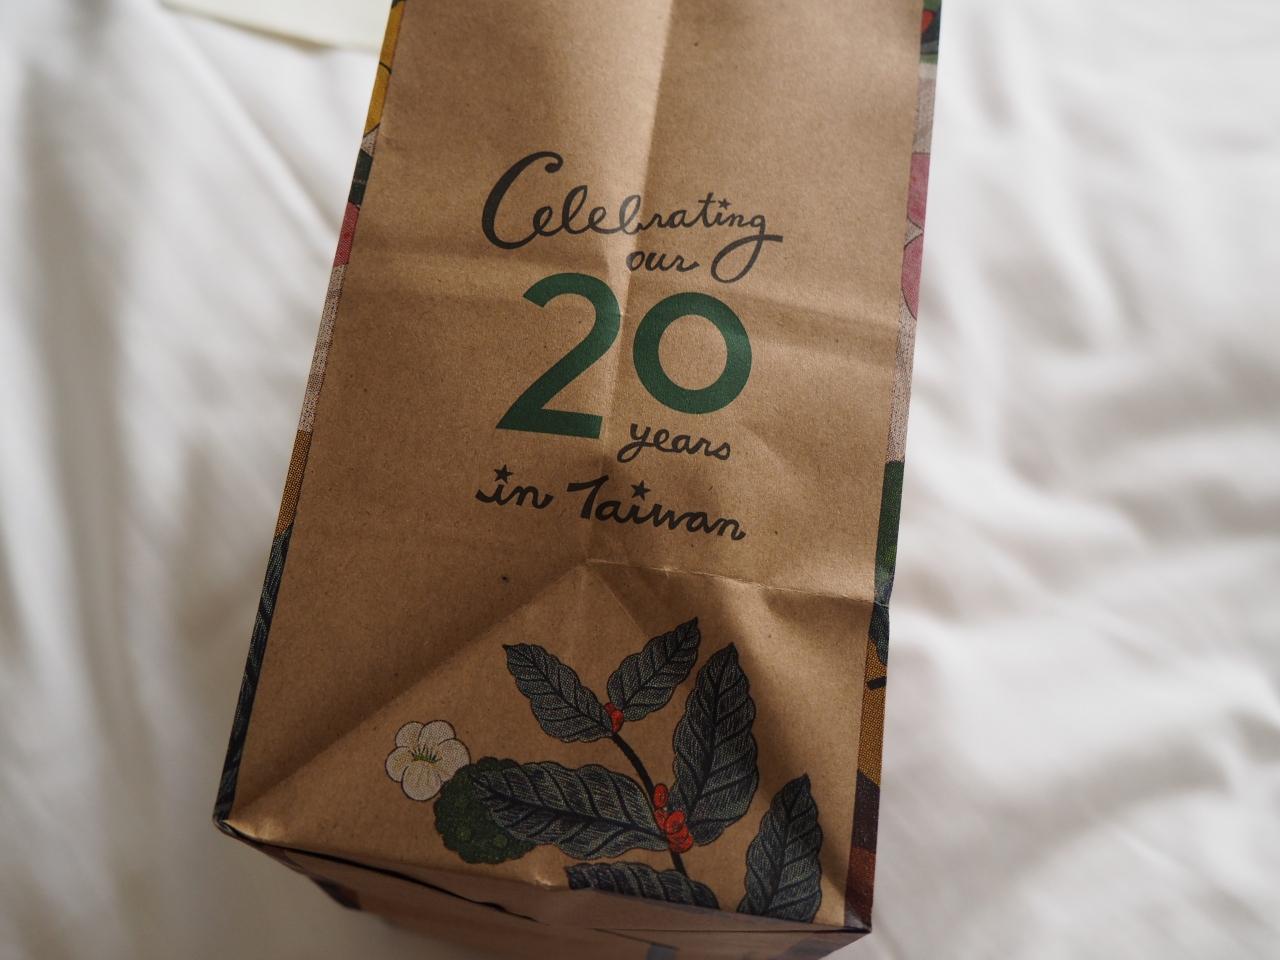 Celebrating
our
20
years
in Taiwan